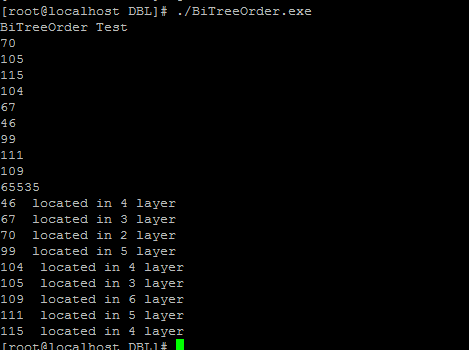 [root@localhost DBL]# ./BiTreeOrder.exe
BiTreeOrder Test
70
105
115
104
67
46
99
111
109
65535
46  located in 4 layer
67  located in 3 layer
70  located in 2 layer
99  located in 5 layer
104  located in 4 layer
105  located in 3 layer
109  located in 6 layer
111  located in 5 layer
115  located in 4 layer
[root@localhost DBL]#